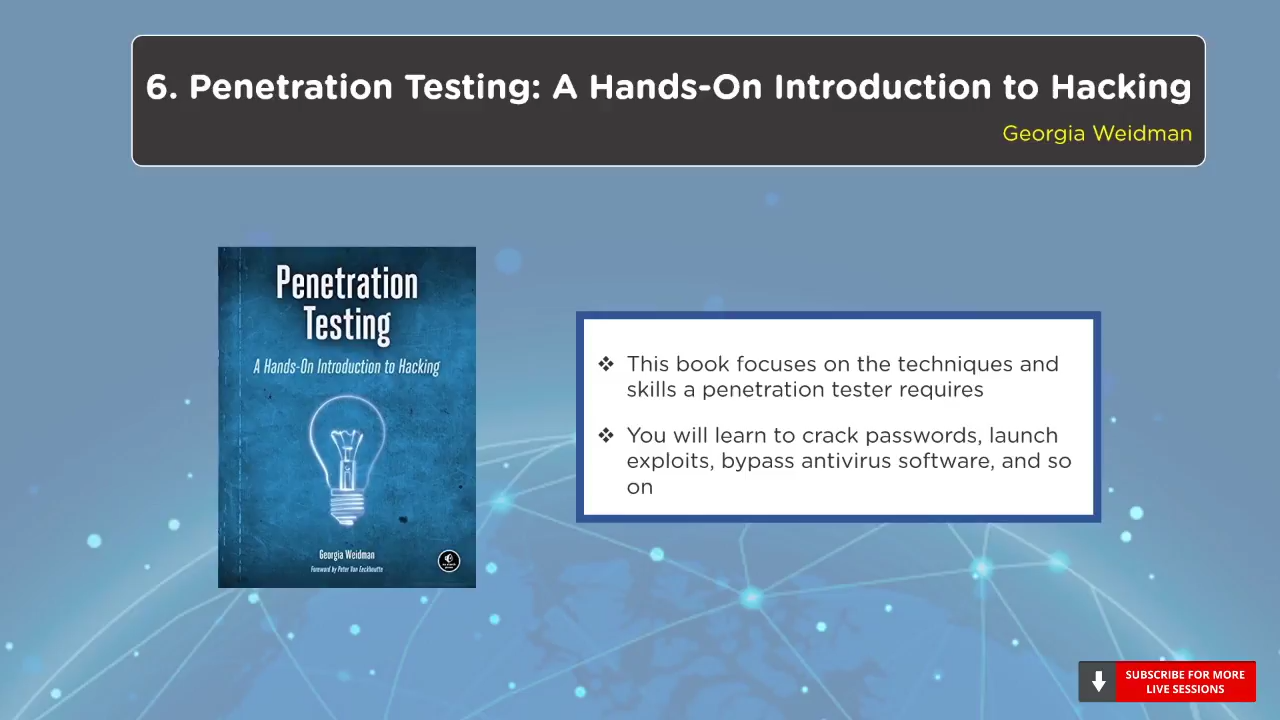 6. Penetration Testing: A Hands-On Introduction to Hacking
Georgia Weidman
Penetration
Testing
A Hands-On Introduction to Hacking
Georgia Weidman
Foreword by Peter Van Eeckhoutte
❖ This book focuses on the techniques and
skills a penetration tester requires
❖ You will learn to crack passwords, launch
exploits, bypass antivirus software, and so
on
SUBSCRIBE FOR MORE
LIVE SESSIONS